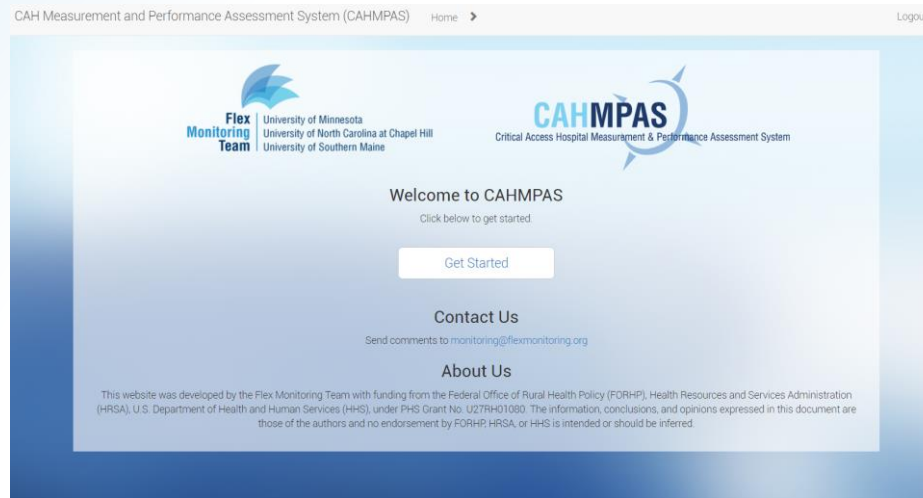 CAH Measurement and Performance Assessment System (CAHMPAS) Home Logou
Flex Monitoring Team
University of Minnesota
University of North Carolina at Chapel Hill
University of Southern Maine
CAHMPAS
Critical Access Hospital Measurement & Performance Assessment System
Welcome to CAHMPAS
Click below to get started
Get Started
Contact Us
Send comments to monitoring@flexmonitoring.org
About Us
This website was developed by the Flex Monitoring Team with funding from the Federal Office of Rural Health Policy (FORHP), Health Resources and Services Administration
(HRSA), U.S. Department of Health and Human Services (HHS), under PHS Grant No. U27RH01080. The information, conclusions, and opinions expressed in this document are
those of the authors and no endorsement by FORHP, HRSA, or HHS is intended or should be inferred.